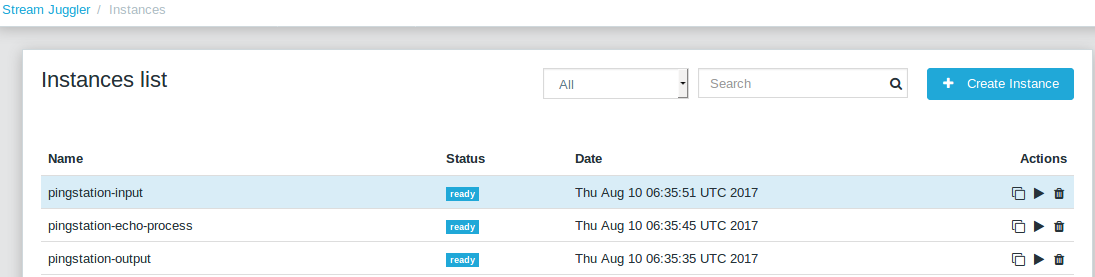 Stream Juggler / Instances
Instances list
All
Search
Create Instance
Name Status Date Actions
pingstation-input ready Thu Aug 10 06:35:51 UTC 2017
pingstation-echo-process ready Thu Aug 10 06:35:45 UTC 2017
pingstation-output ready Thu Aug 10 06:35:35 UTC 2017